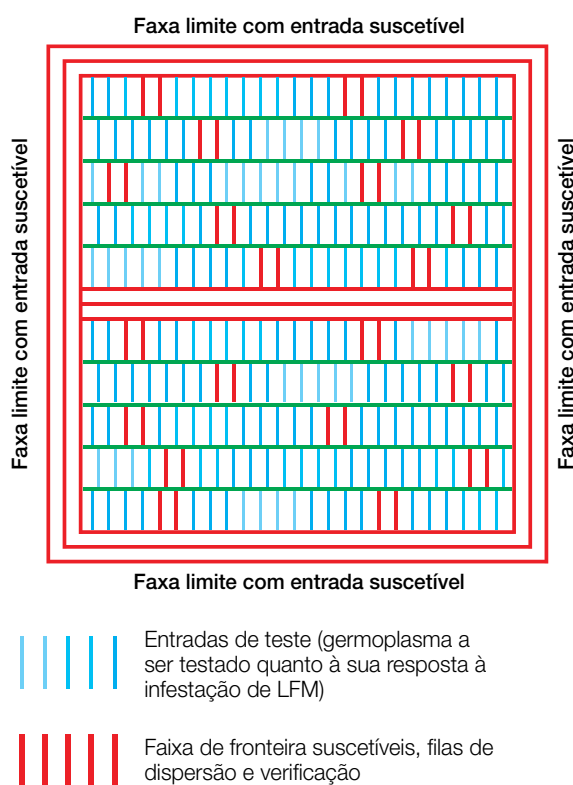 Faxa limite com entrada suscetível
Faxa limite com entrada suscetível
Faxa limite com entrada suscetível
Faxa limite com entrada suscetível
Entradas de teste (germoplasma a
ser testado quanto à sua resposta à
infestação de LFM)
Faixa de fronteira suscetíveis, filas de
dispersão e verificação